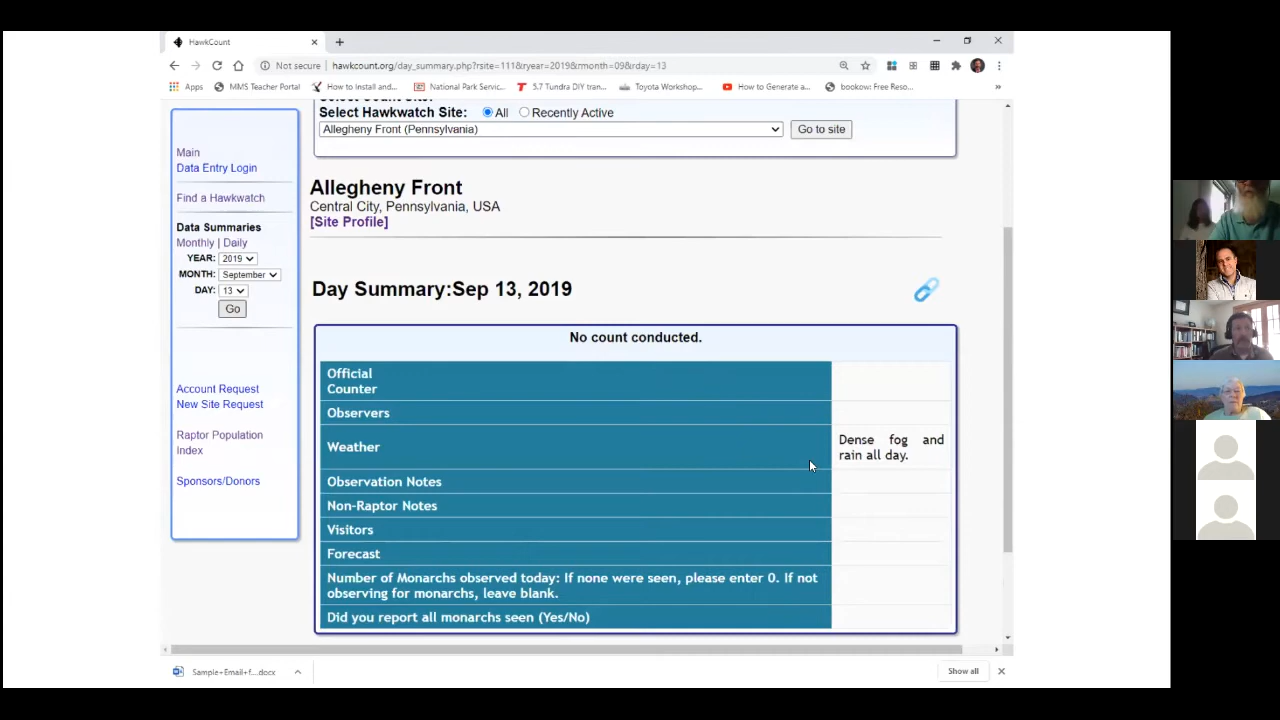 HawkCount
Not secure | hawkcount.org/day_summary.php?rsite=111&ryear=2019&rmonth=09&rday=13
Apps MMS Teacher Portal How to Install and... National Park Servic... 5.7 Tundra DIY tran... Toyota Workshop... How to Generate a... bookow: Free Reso... »
Select Count Site:
Select Hawkwatch Site: All Recently Active
Allegheny Front (Pennsylvania) Go to site
Main
Data Entry Login
Find a Hawkwatch
Data Summaries
Monthly | Daily
YEAR: 2019
MONTH: September
DAY: 13
Go
Account Request
New Site Request
Raptor Population
Index
Sponsors/Donors
Allegheny Front
Central City, Pennsylvania, USA
[Site Profile]
Day Summary:Sep 13, 2019
No count conducted.
Official
Counter
Observers
Weather
Dense fog and
rain all day.
Observation Notes
Non-Raptor Notes
Visitors
Forecast
Number of Monarchs observed today: If none were seen, please enter 0. If not
observing for monarchs, leave blank.
Did you report all monarchs seen (Yes/No)
Sample+Email+f....docx
Show all